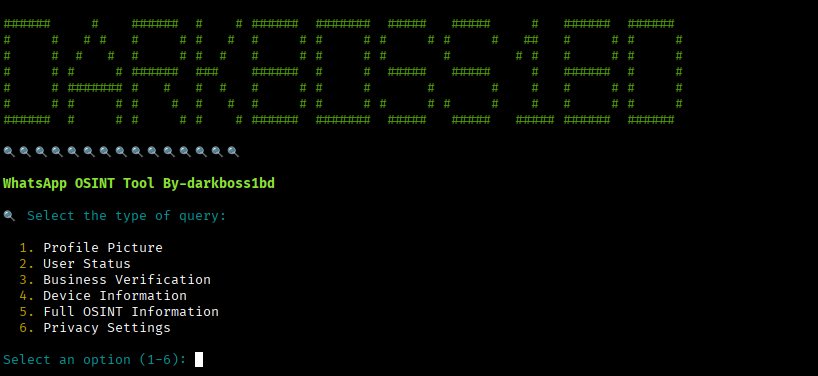 DARKBOSS1BD
WhatsApp OSINT Tool By-darkboss1bd
Select the type of query:
1. Profile Picture
2. User Status
3. Business Verification
4. Device Information
5. Full OSINT Information
6. Privacy Settings
Select an option (1-6):